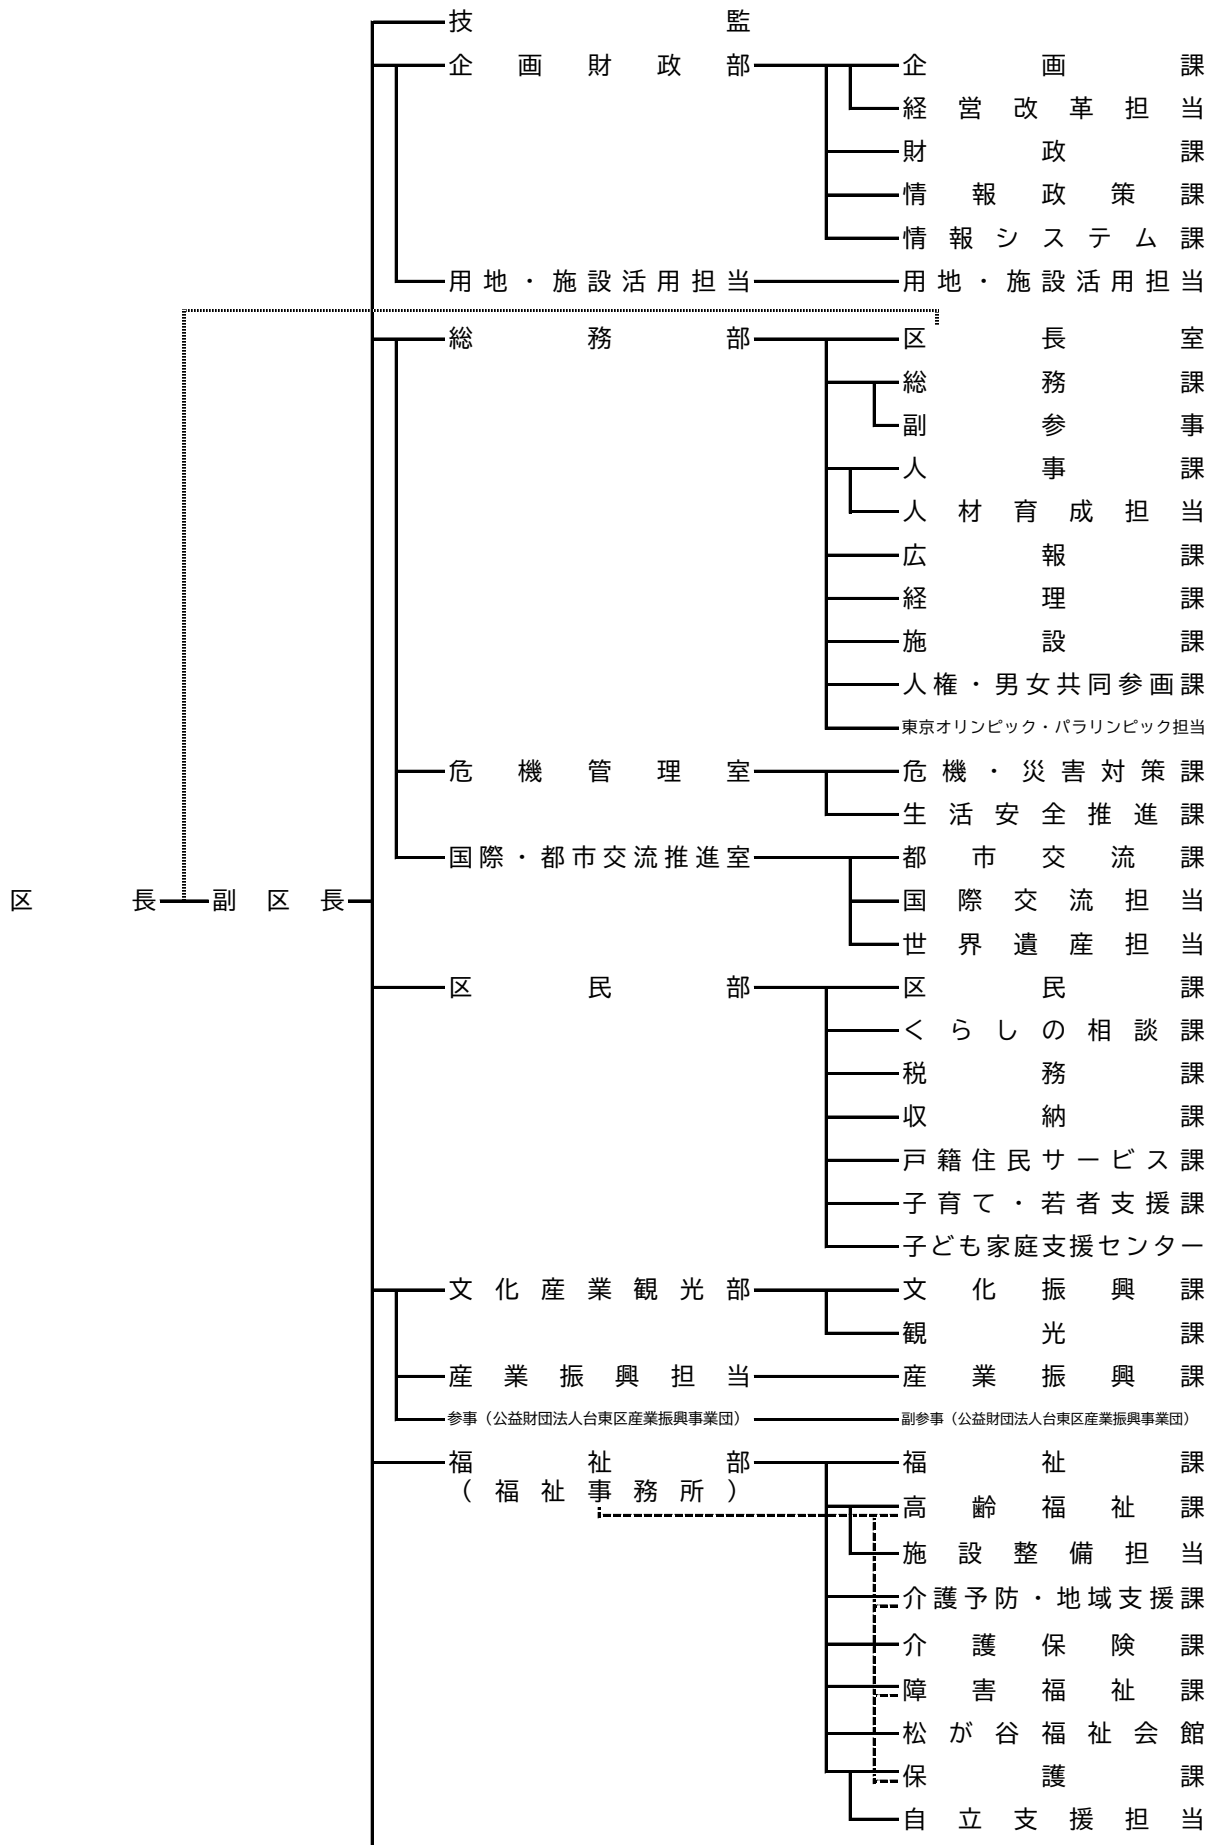 技監
企画財政部 企画課
経営改革担当
財政課
情報政策課
情報システム課
用地・施設活用担当 用地・施設活用担当
総務部 区長室
総務課
副参事
人事課
人材育成担当
広報課
経理課
施設課
人権・男女共同参画課
東京オリンピック・パラリンピック担当
危機管理室 危機・災害対策課
生活安全推進課
国際・都市交流推進室 都市交流課
区長 副区長 国際交流担当
世界遺産担当
区民部 区民課
くらしの相談課
税務課
収納課
戸籍住民サービス課
子育て・若者支援課
子ども家庭支援センター
文化産業観光部 文化振興課
観光課
産業振興担当 産業振興課
参事（公益財団法人台東区産業振興事業団） 副参事（公益財団法人台東区産業振興事業団）
福祉部 福祉課
（福祉事務所） 高齢福祉課
施設整備担当
介護予防・地域支援課
介護保険課
障害福祉課
松が谷福祉会館
保護課
自立支援担当